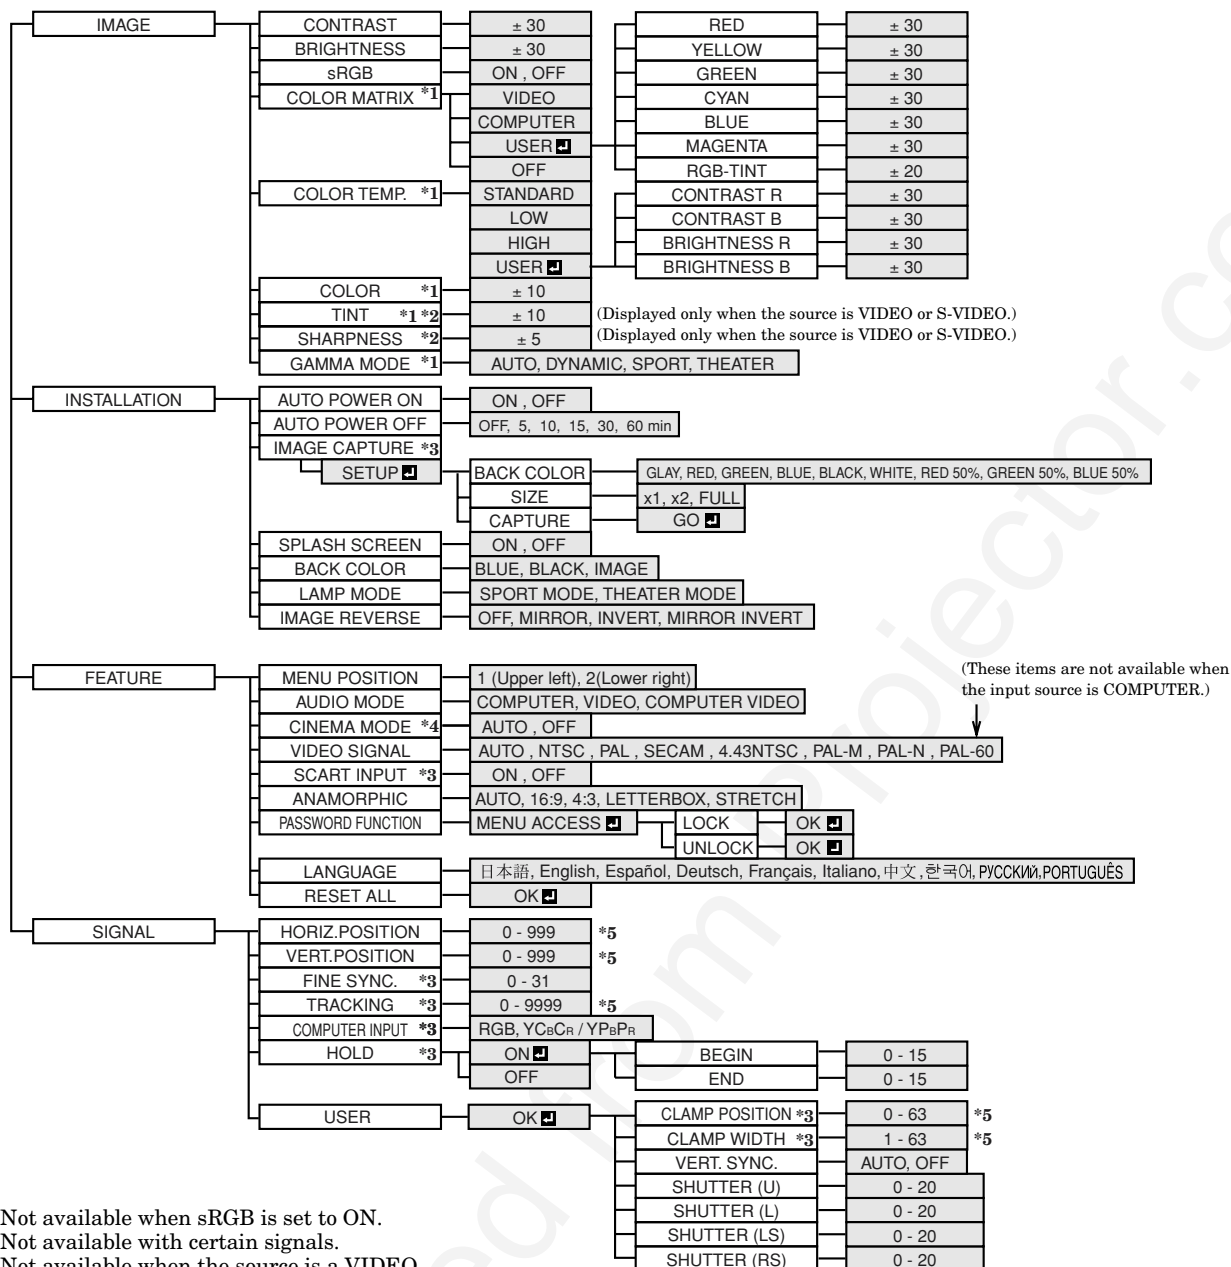 IMAGE CONTRAST ± 30 RED ± 30
BRIGHTNESS ± 30 YELLOW ± 30
sRGB ON , OFF GREEN ± 30
COLOR MATRIX *1 VIDEO CYAN ± 30
COMPUTER BLUE ± 30
USER MAGENTA ± 30
OFF RGB-TINT ± 20
COLOR TEMP. *1 STANDARD CONTRAST R ± 30
LOW CONTRAST B ± 30
HIGH BRIGHTNESS R ± 30
USER BRIGHTNESS B ± 30
COLOR *1 ± 10
TINT *1 *2 ± 10 (Displayed only when the source is VIDEO or S-VIDEO.)
SHARPNESS *2 ± 5 (Displayed only when the source is VIDEO or S-VIDEO.)
GAMMA MODE *1 AUTO, DYNAMIC, SPORT, THEATER
INSTALLATION AUTO POWER ON ON , OFF
AUTO POWER OFF OFF, 5, 10, 15, 30, 60 min
IMAGE CAPTURE *3
SETUP BACK COLOR GLAY, RED, GREEN, BLUE, BLACK, WHITE, RED 50%, GREEN 50%, BLUE 50%
SIZE x1, x2, FULL
CAPTURE GO
SPLASH SCREEN ON , OFF
BACK COLOR BLUE, BLACK, IMAGE
LAMP MODE SPORT MODE, THEATER MODE
IMAGE REVERSE OFF, MIRROR, INVERT, MIRROR INVERT
(These items are not available when
the input source is COMPUTER.)
FEATURE MENU POSITION 1 (Upper left), 2(Lower right)
AUDIO MODE COMPUTER, VIDEO, COMPUTER VIDEO
CINEMA MODE *4 AUTO , OFF
VIDEO SIGNAL AUTO , NTSC , PAL , SECAM , 4.43NTSC , PAL-M , PAL-N , PAL-60
SCART INPUT *3 ON , OFF
ANAMORPHIC AUTO, 16:9, 4:3, LETTERBOX, STRETCH
PASSWORD FUNCTION MENU ACCESS LOCK OK
UNLOCK OK
LANGUAGE 日本語, English, Español, Deutsch, Français, Italiano, 中文, 한국어, РУССКИЙ, PORTUGUÊS
RESET ALL OK
SIGNAL HORIZ.POSITION 0 - 999 *5
VERT.POSITION 0 - 999 *5
FINE SYNC. *3 0 - 31
TRACKING *3 0 - 9999 *5
COMPUTER INPUT *3 RGB, YCBCR / YPBPR
HOLD *3 ON BEGIN 0 - 15
OFF END 0 - 15
USER OK CLAMP POSITION *3 0 - 63 *5
CLAMP WIDTH *3 1 - 63 *5
VERT. SYNC. AUTO, OFF
SHUTTER (U) 0 - 20
SHUTTER (L) 0 - 20
SHUTTER (LS) 0 - 20
SHUTTER (RS) 0 - 20
Not available when sRGB is set to ON.
Not available with certain signals.
Not available when the source is a VIDEO
ed from Projector.co